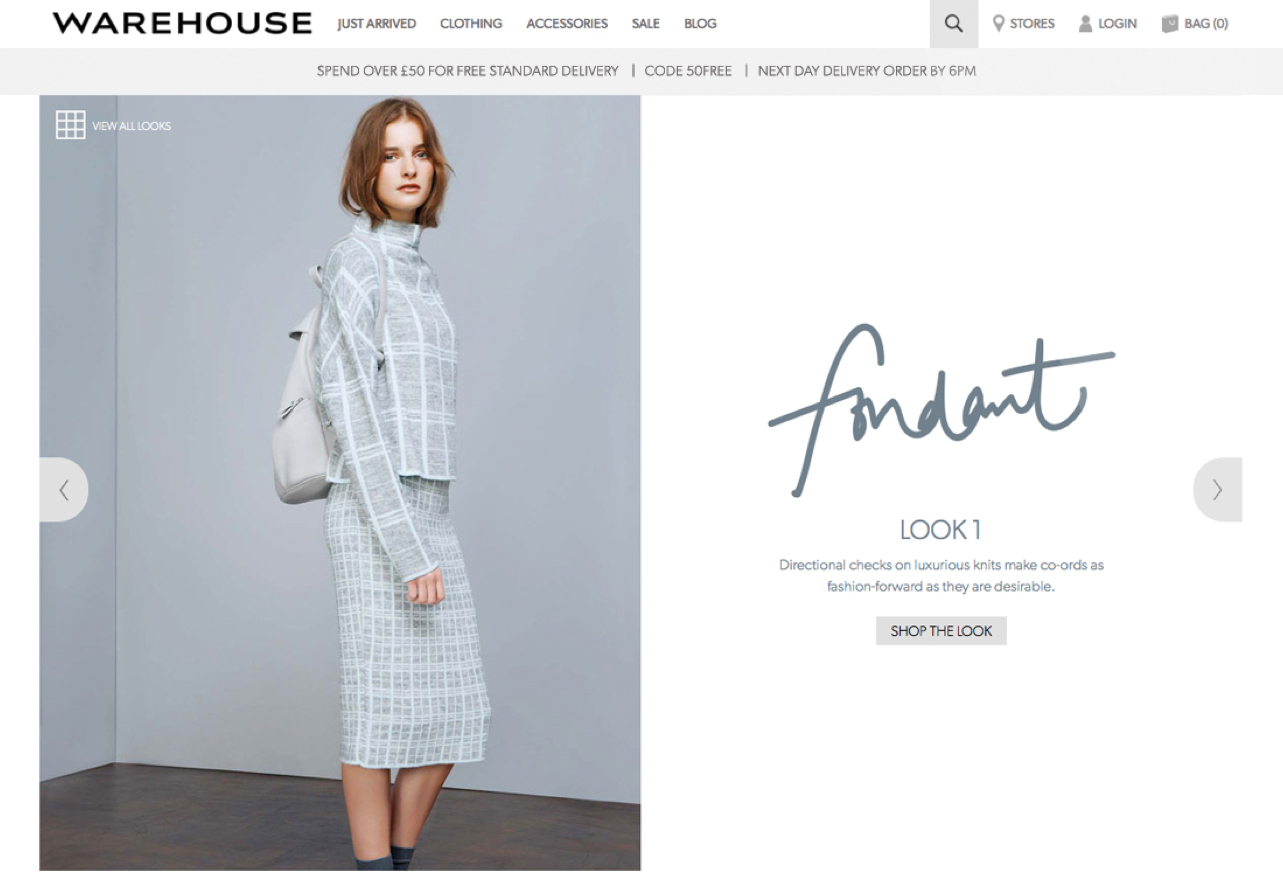 WAREHOUSE JUST ARRIVED CLOTHING ACCESSORIES SALE BLOG STORES LOGIN BAG (0)
SPEND OVER £50 FOR FREE STANDARD DELIVERY | CODE 50FREE | NEXT DAY DELIVERY ORDER BY 6PM
VIEW ALL LOOKS
fondant
LOOK 1
Directional checks on luxurious knits make co-ords as
fashion-forward as they are desirable.
SHOP THE LOOK